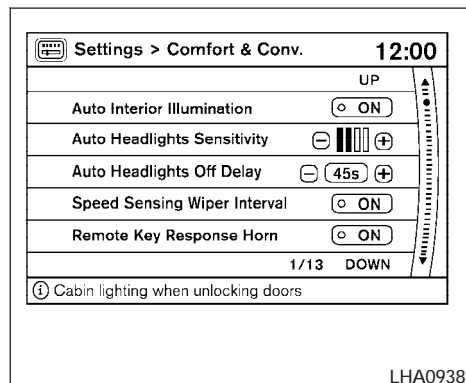 Settings > Comfort & Conv. 12:00
UP
Auto Interior Illumination ON
Auto Headlights Sensitivity
Auto Headlights Off Delay 45s
Speed Sensing Wiper Interval ON
Remote Key Response Horn ON
1/13 DOWN
Cabin lighting when unlocking doors
LHA0938